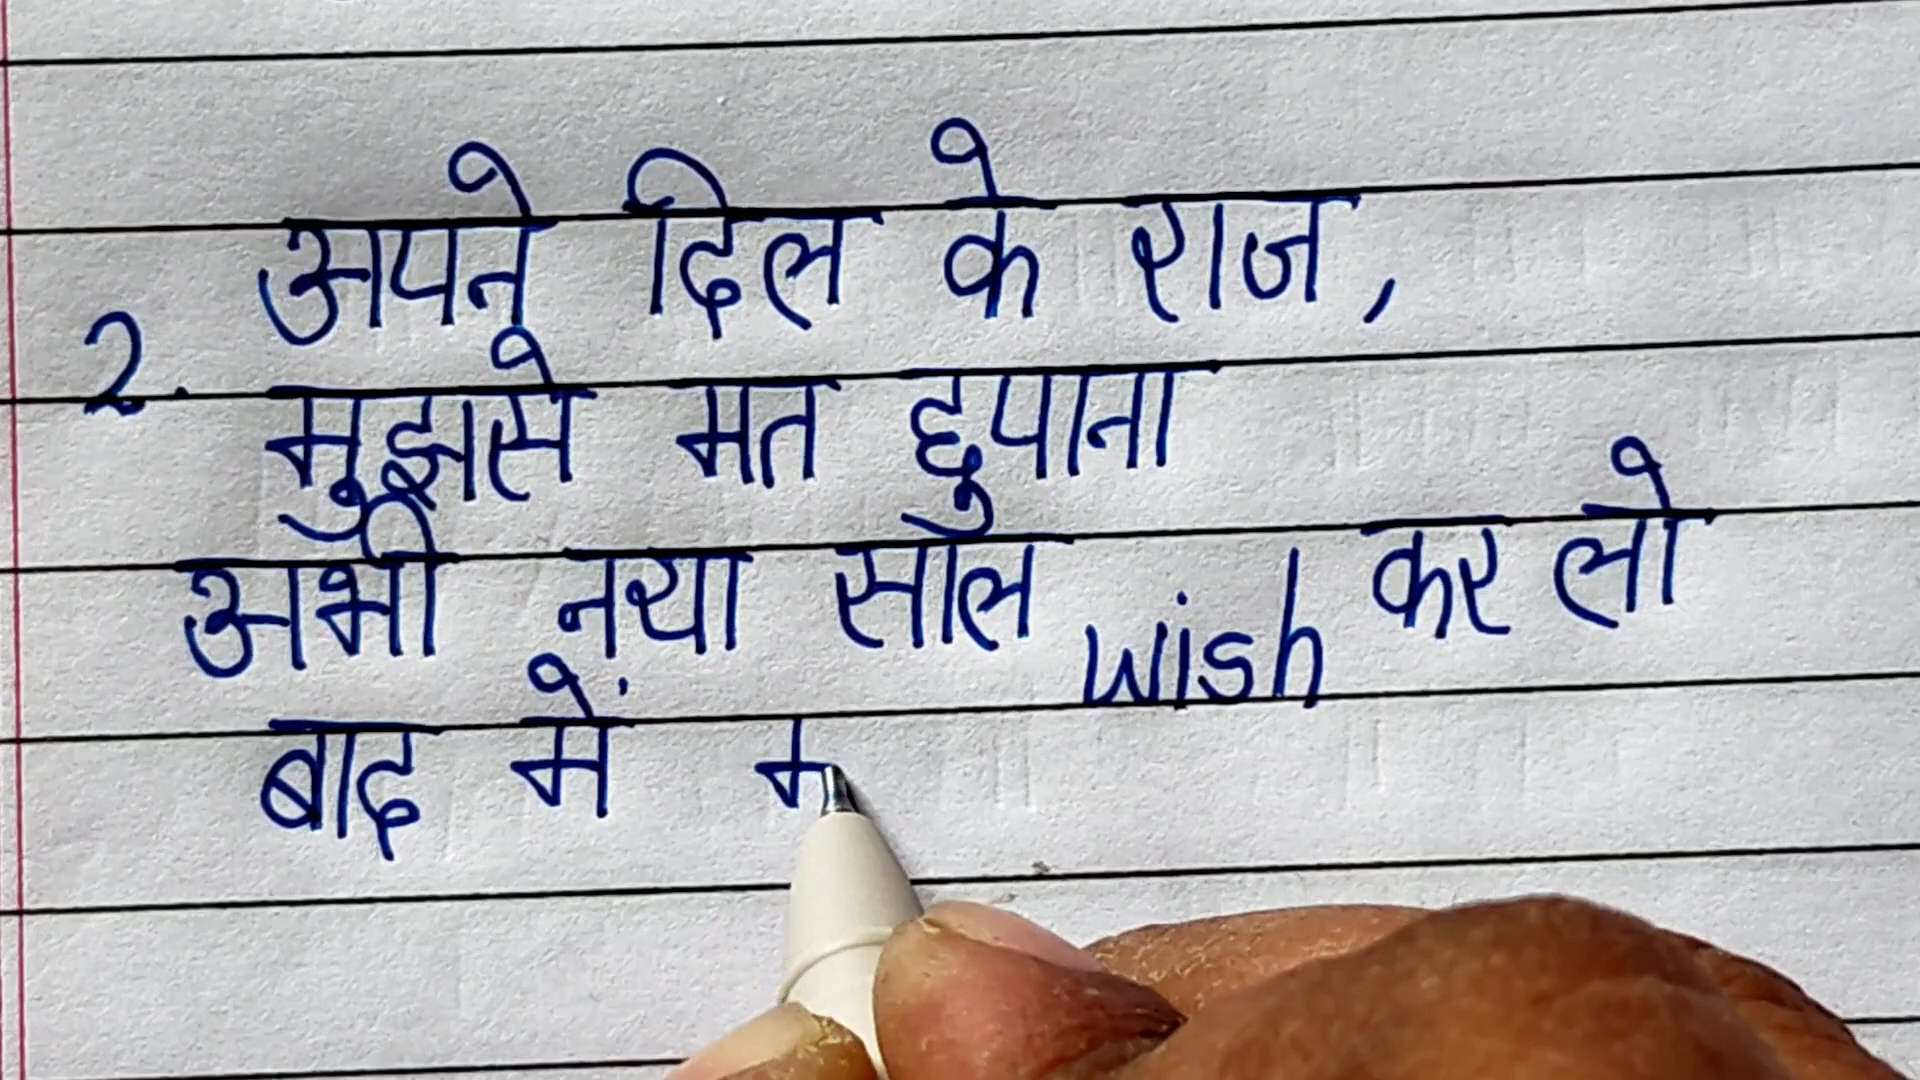 2. अपने दिल के राज,
मुझसे मत छुपाना
अभी नया साल wish कर लो
बाद में म